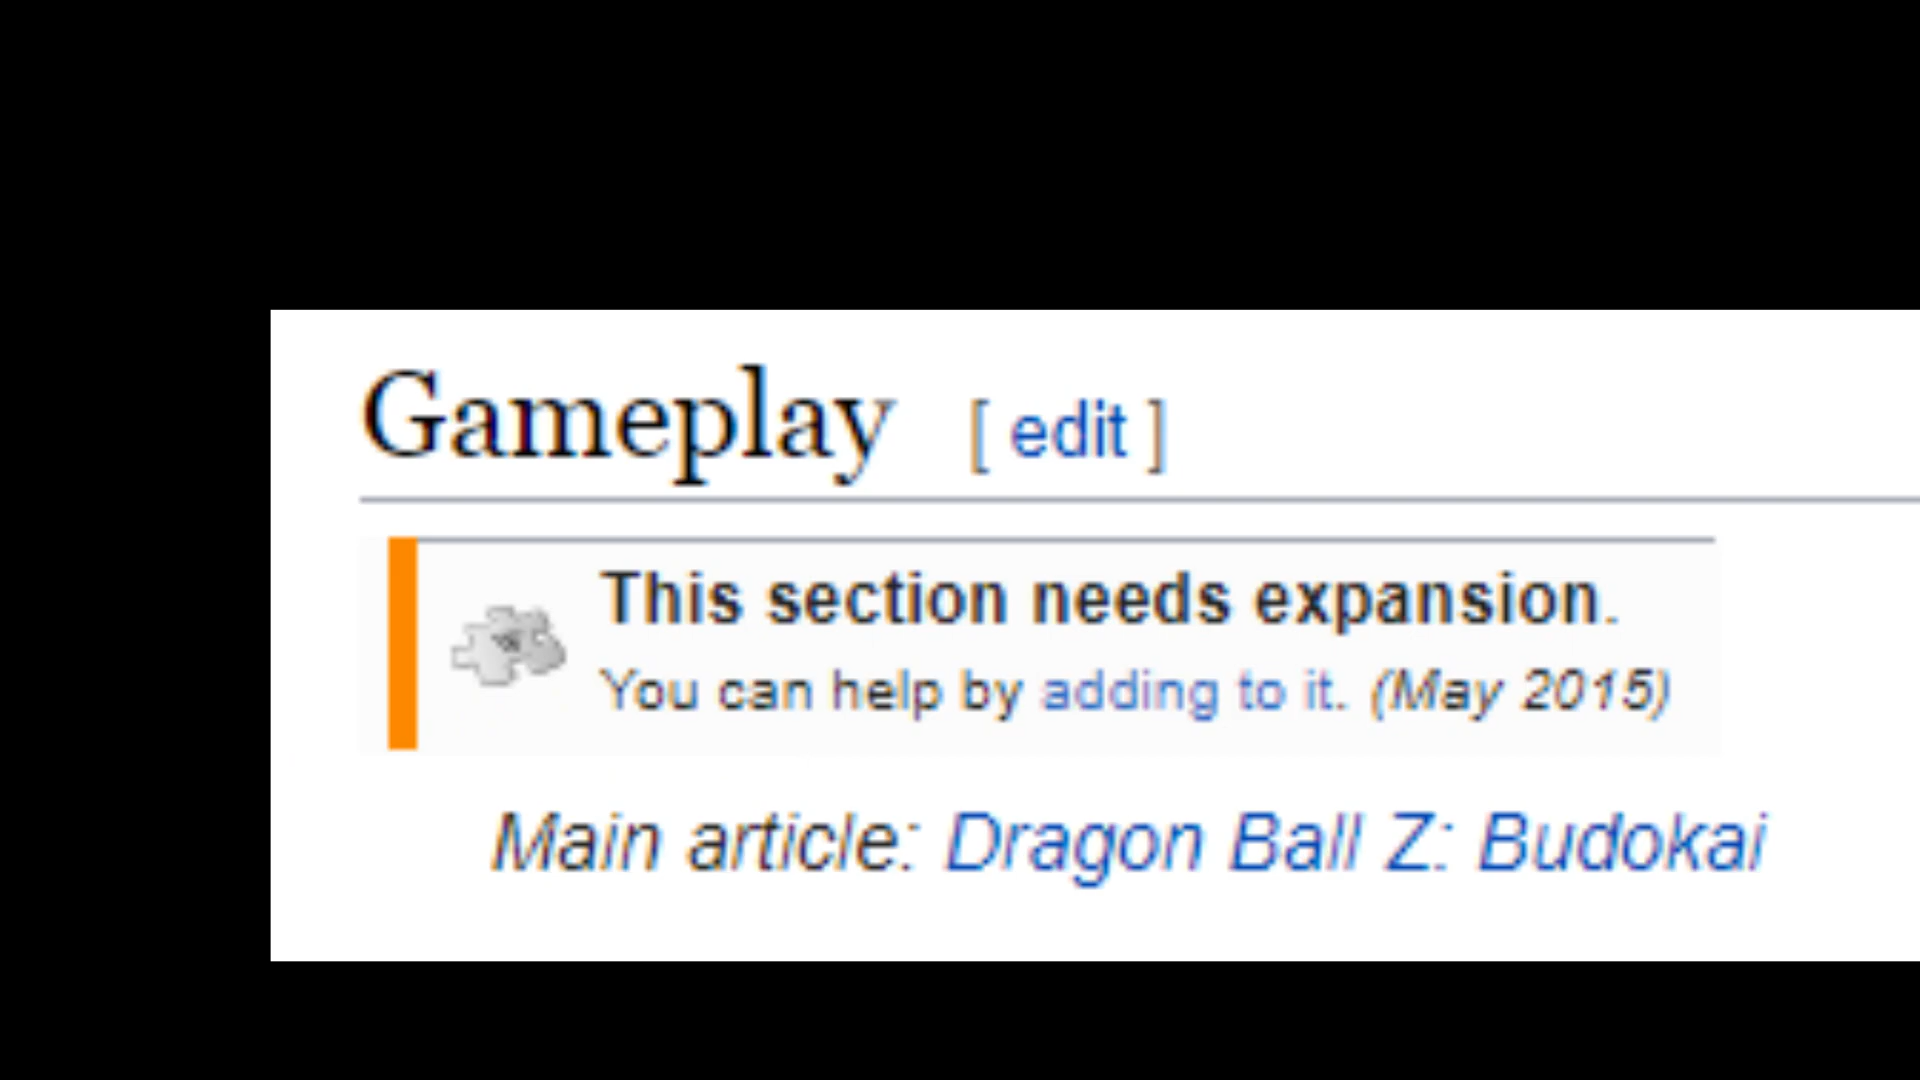 Gameplay [ edit ]
This section needs expansion.
You can help by adding to it. (May 2015)
Main article: Dragon Ball Z: Budokai